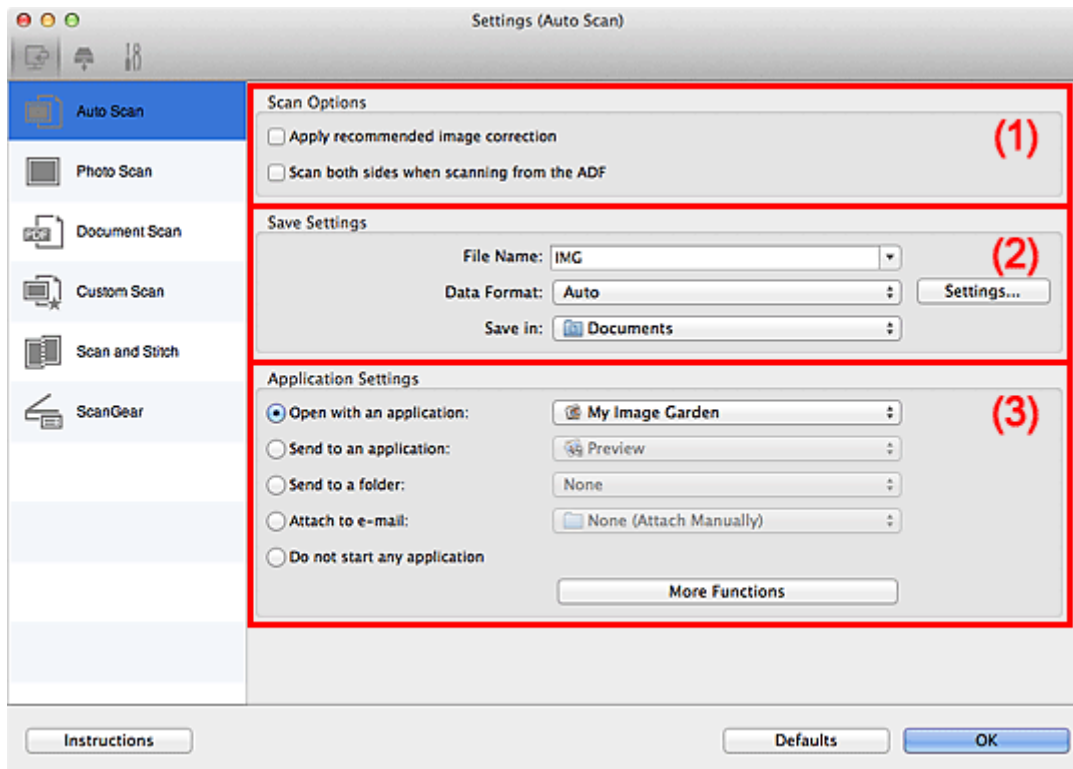 Settings (Auto Scan)
Auto Scan
Photo Scan
PDF
Document Scan
Custom Scan
Scan and Stitch
ScanGear
Scan Options
(1)
Apply recommended image correction
Scan both sides when scanning from the ADF
Save Settings
(2)
File Name: IMG
Data Format: Auto Settings...
Save in: Documents
Application Settings
(3)
Open with an application: My Image Garden
Send to an application: Preview
Send to a folder: None
Attach to e-mail: None (Attach Manually)
Do not start any application
More Functions
Instructions Defaults OK